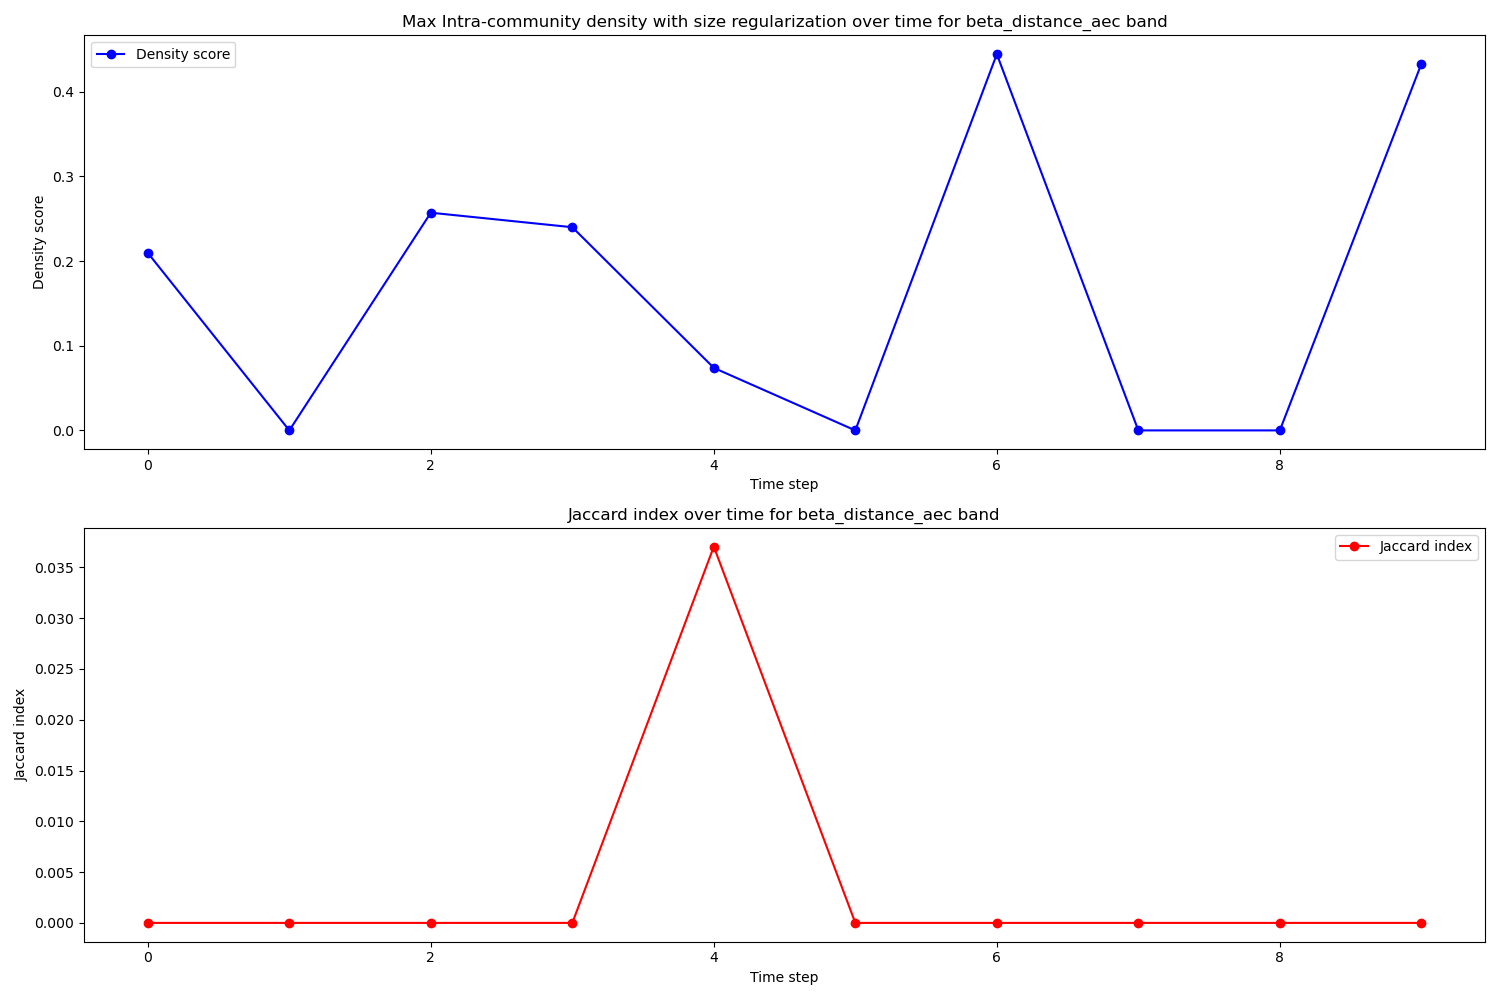 Max Intra-community density with size regularization over time for beta_distance_aec band
Density score
Density score
0.4
0.3
0.2
0.1
0.0
0 2 4 6 8
Time step
Jaccard index over time for beta_distance_aec band
Jaccard index
Jaccard index
0.035
0.030
0.025
0.020
0.015
0.010
0.005
0.000
0 2 4 6 8
Time step